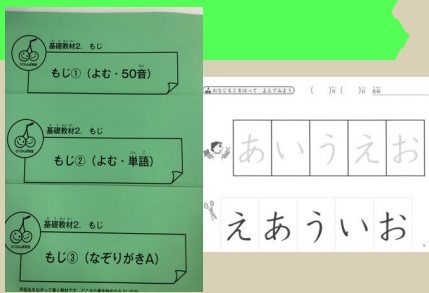 基礎教材2. もじ
もじ①（よむ・50音）
基礎教材2. もじ
もじ②（よむ・単語）
基礎教材2. もじ
もじ③（なぞりがきA）
おなじもじをはって よんでみよう （　　）月（　　）日
あいうえお
えあういお